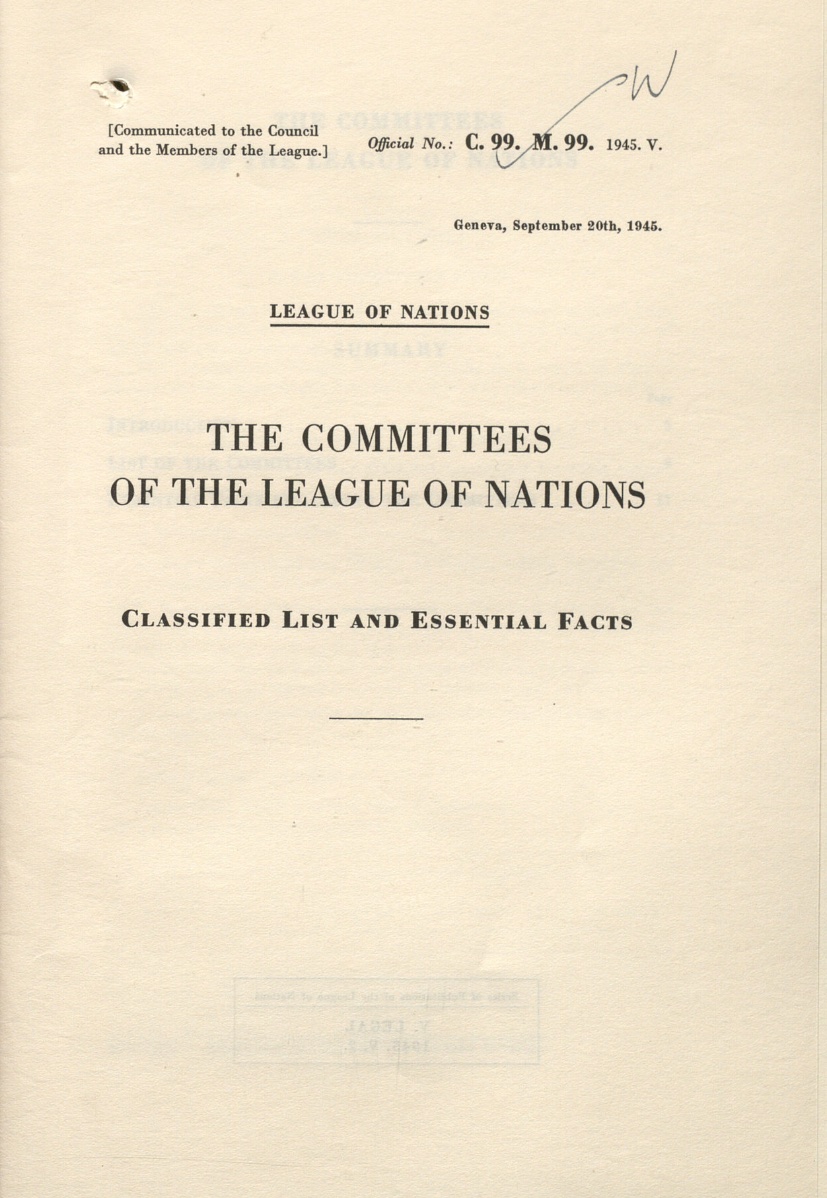 [Communicated to the Council
and the Members of the League.]
Official No.: C. 99. M. 99. 1945. V.
Geneva, September 20th, 1945.
LEAGUE OF NATIONS
THE COMMITTEES
OF THE LEAGUE OF NATIONS
CLASSIFIED LIST AND ESSENTIAL FACTS